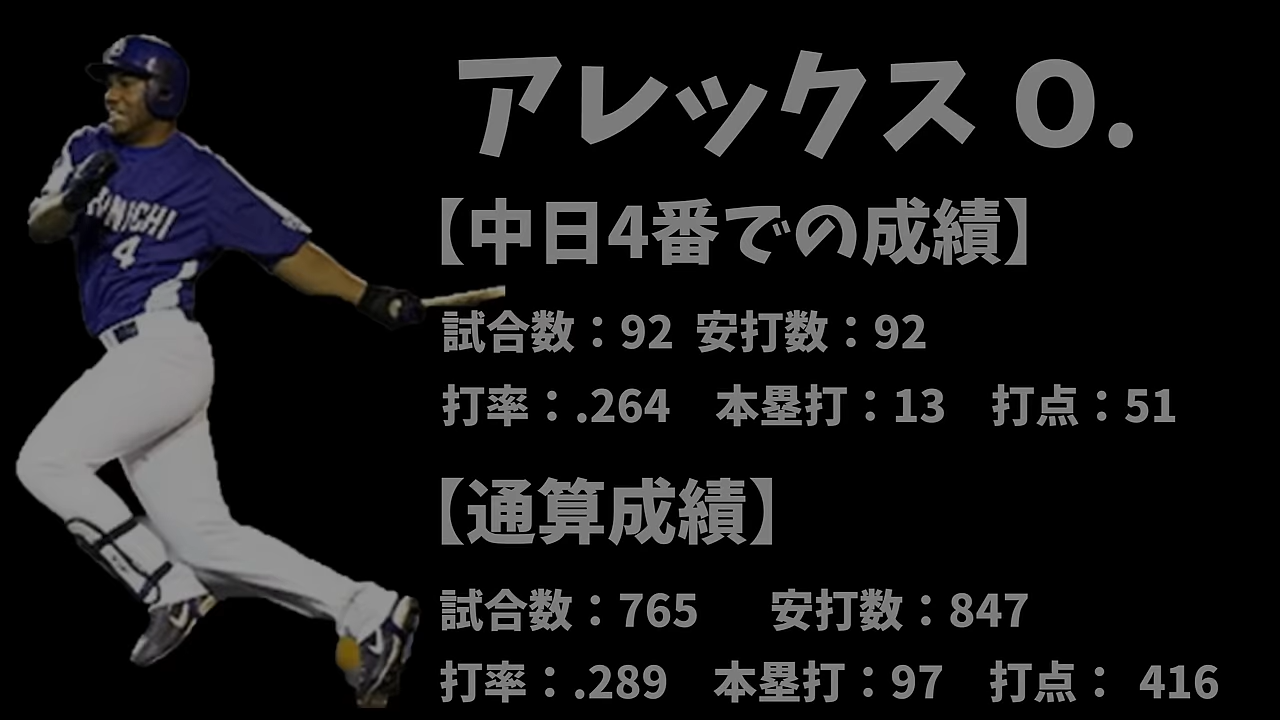 アレックス O.
【中日4番での成績】
試合数：92 安打数：92
打率：.264 本塁打：13 打点：51
【通算成績】
試合数：765 安打数：847
打率：.289 本塁打：97 打点： 416
UNICHI
4